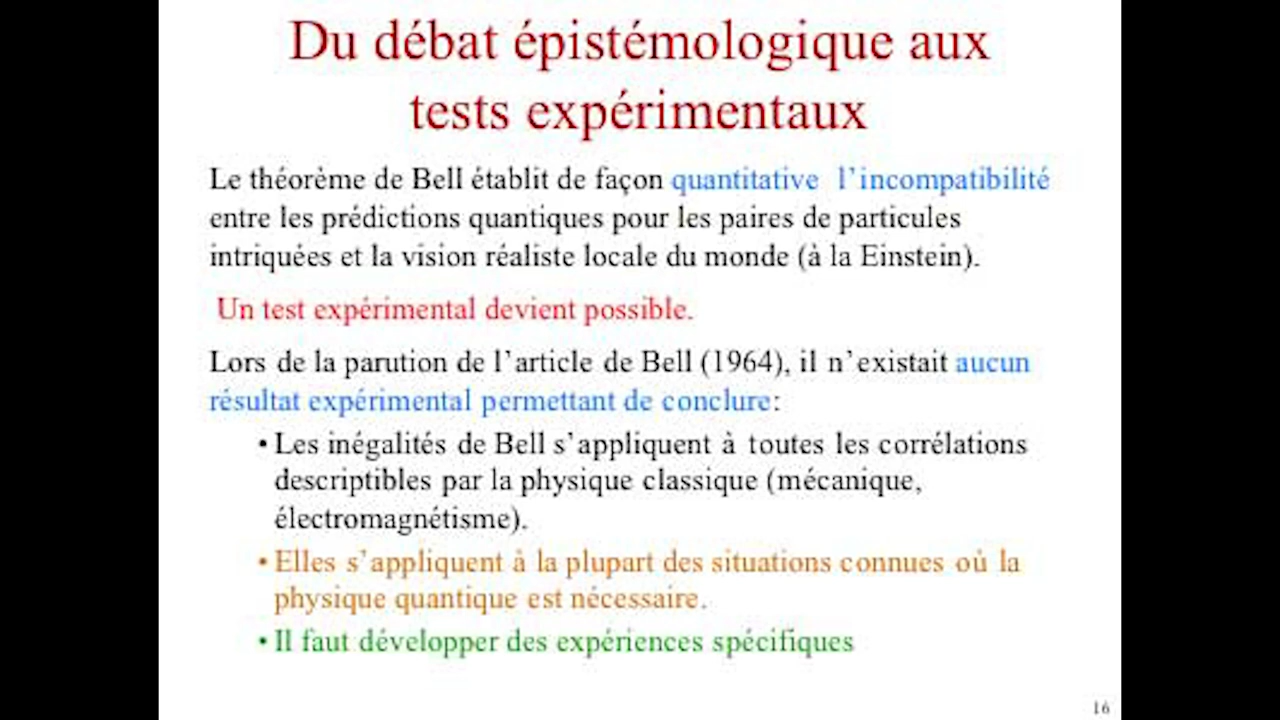 Du débat épistémologique aux
tests expérimentaux
Le théorème de Bell établit de façon quantitative l'incompatibilité
entre les prédictions quantiques pour les paires de particules
intriquées et la vision réaliste locale du monde (à la Einstein).
Un test expérimental devient possible.
Lors de la parution de l'article de Bell (1964), il n'existait aucun
résultat expérimental permettant de conclure:
• Les inégalités de Bell s'appliquent à toutes les corrélations
descriptibles par la physique classique (mécanique,
électromagnétisme).
• Elles s'appliquent à la plupart des situations connues où la
physique quantique est nécessaire.
• Il faut développer des expériences spécifiques
16